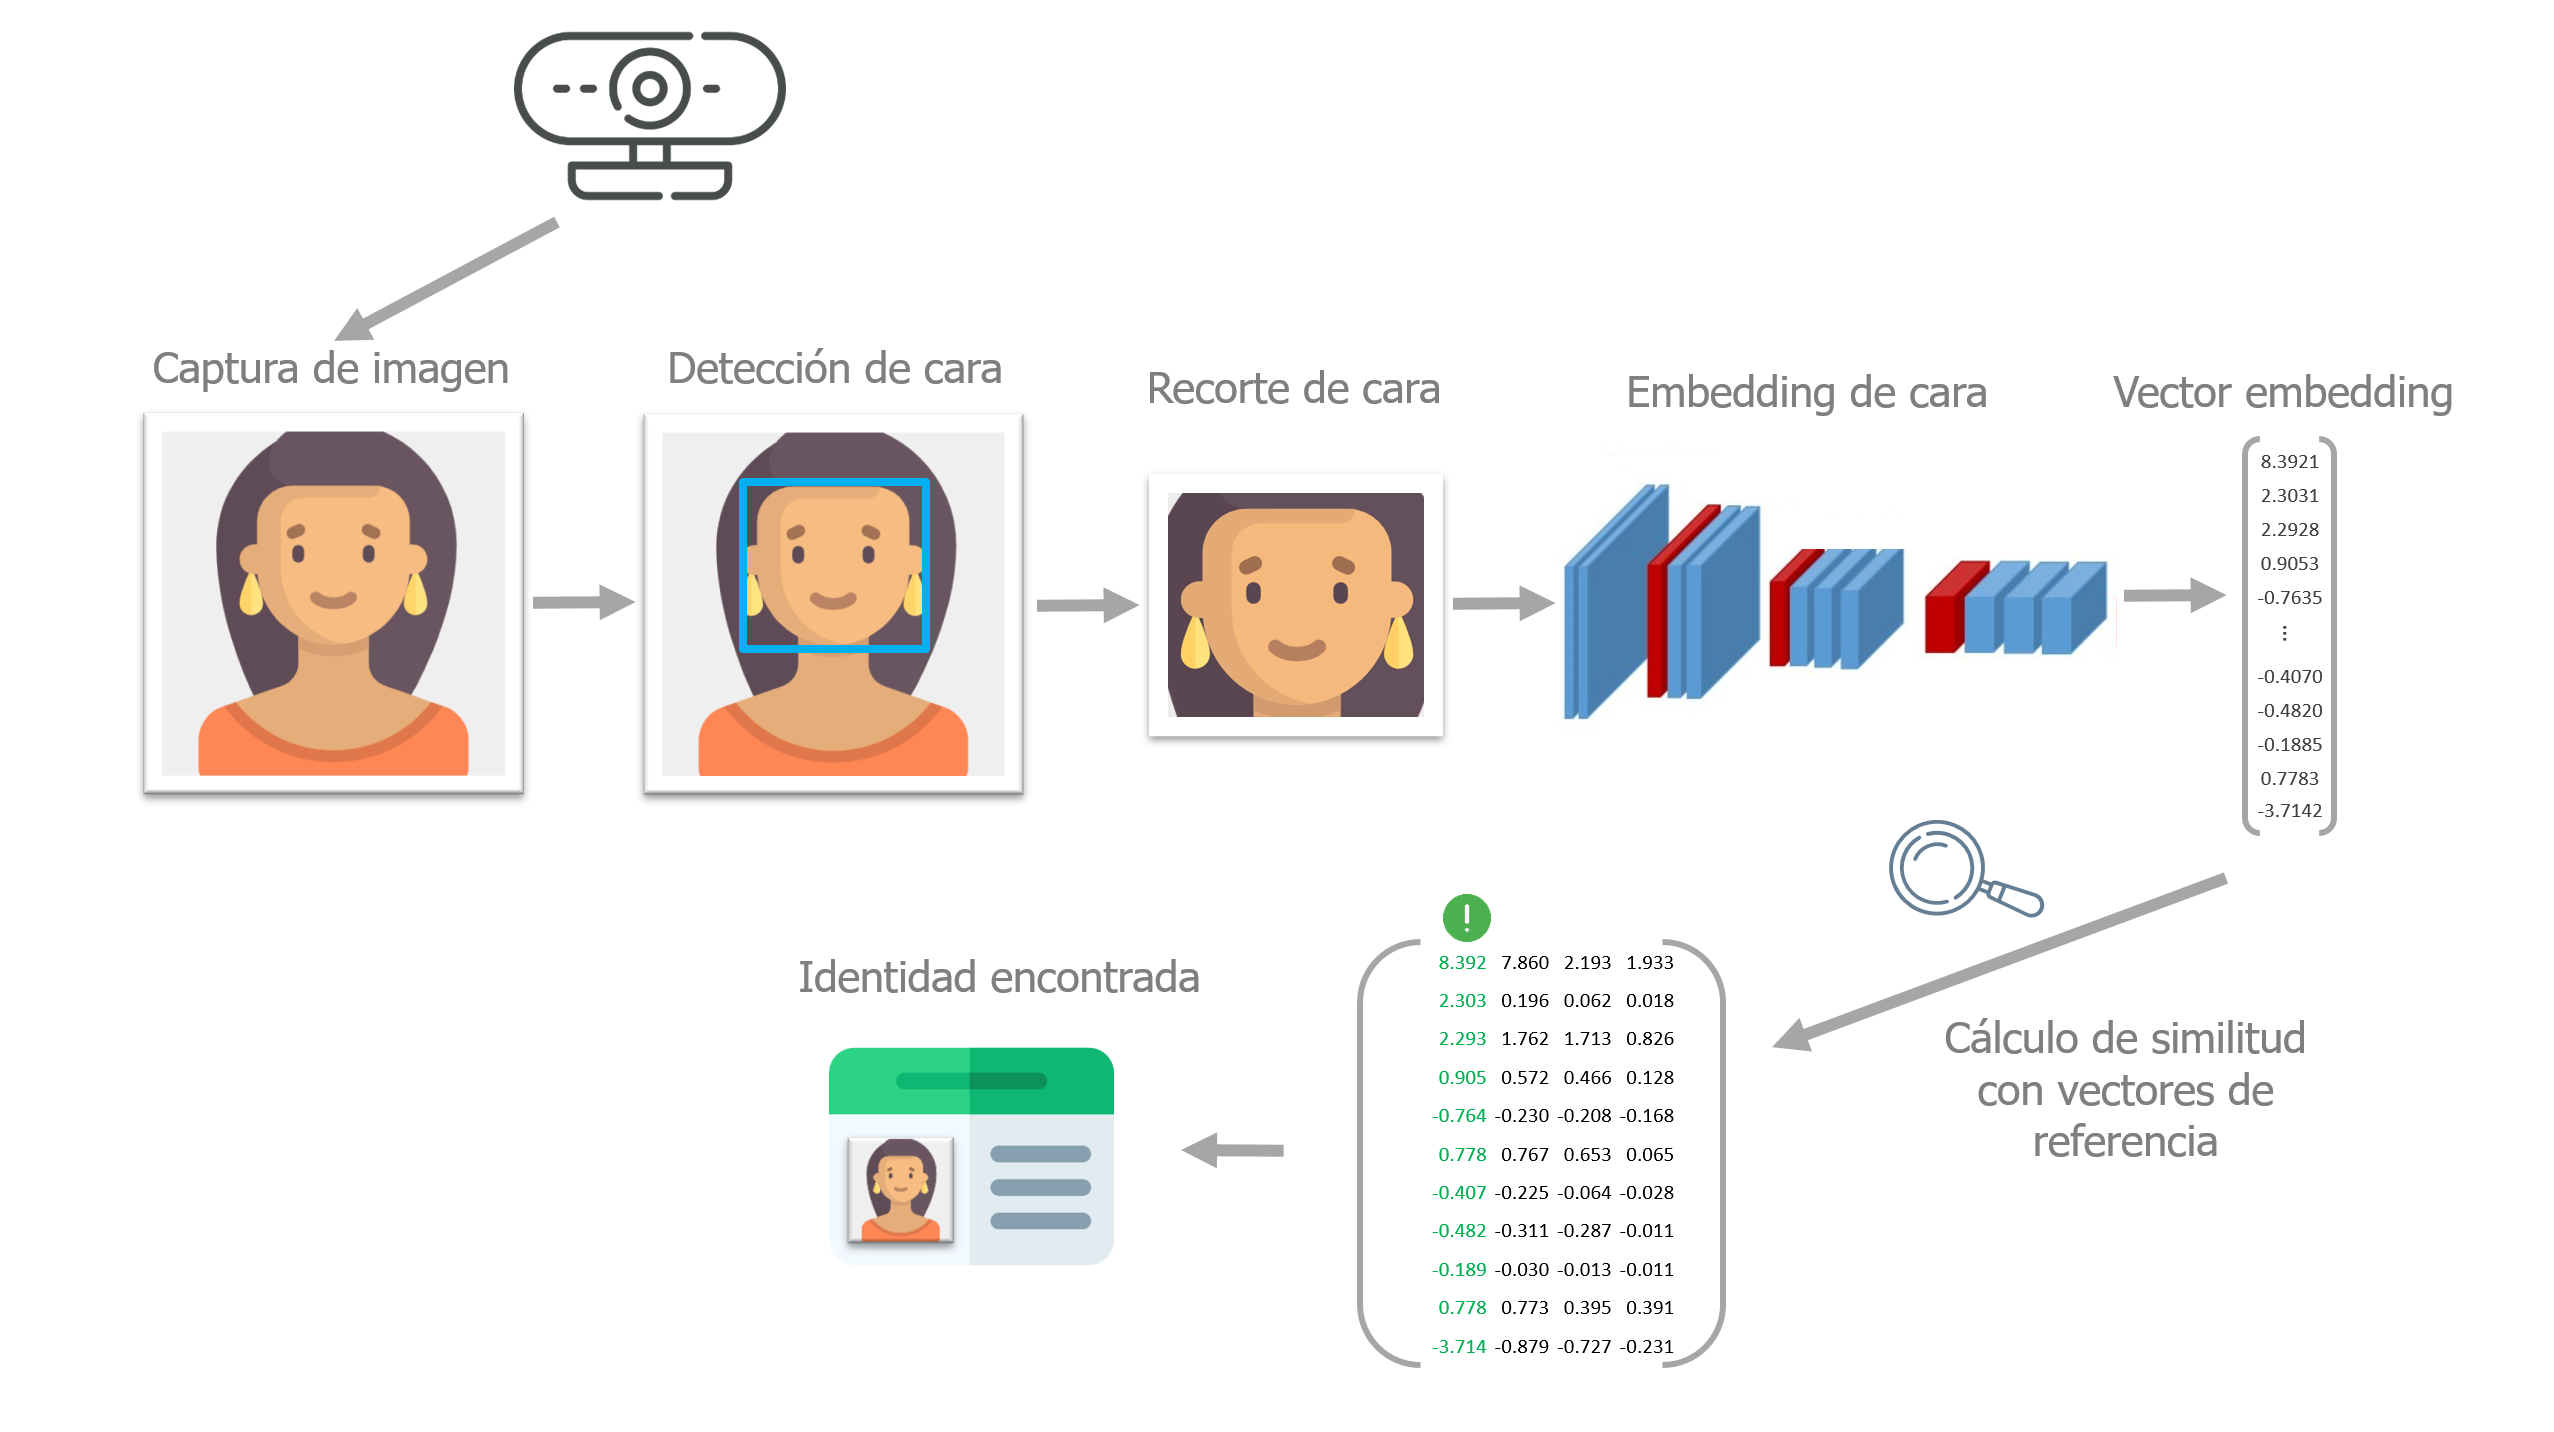 Captura de imagen
Detección de cara
Recorte de cara
Embedding de cara
Vector embedding
8.3921
2.3031
2.2928
0.9053
-0.7635
⋮
-0.4070
-0.4820
-0.1885
0.7783
-3.7142
Cálculo de similitud
con vectores de
referencia
!
8.392 7.860 2.193 1.933
2.303 0.196 0.062 0.018
2.293 1.762 1.713 0.826
0.905 0.572 0.466 0.128
-0.764 -0.230 -0.208 -0.168
0.778 0.767 0.653 0.065
-0.407 -0.225 -0.064 -0.028
-0.482 -0.311 -0.287 -0.011
-0.189 -0.030 -0.013 -0.011
0.778 0.773 0.395 0.391
-3.714 -0.879 -0.727 -0.231
Identidad encontrada